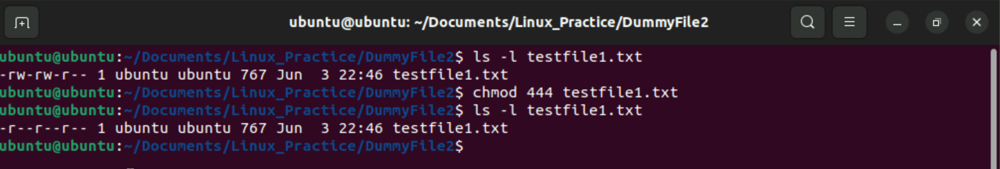 ubuntu@ubuntu: ~/Documents/Linux_Practice/DummyFile2
ubuntu@ubuntu:~/Documents/Linux_Practice/DummyFile2$ ls -l testfile1.txt
-rw-rw-r-- 1 ubuntu ubuntu 767 Jun  3 22:46 testfile1.txt
ubuntu@ubuntu:~/Documents/Linux_Practice/DummyFile2$ chmod 444 testfile1.txt
ubuntu@ubuntu:~/Documents/Linux_Practice/DummyFile2$ ls -l testfile1.txt
-r--r--r-- 1 ubuntu ubuntu 767 Jun  3 22:46 testfile1.txt
ubuntu@ubuntu:~/Documents/Linux_Practice/DummyFile2$